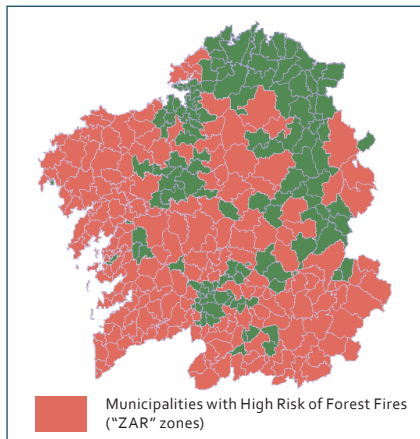 Municipalities with High Risk of Forest Fires
(“ZAR” zones)